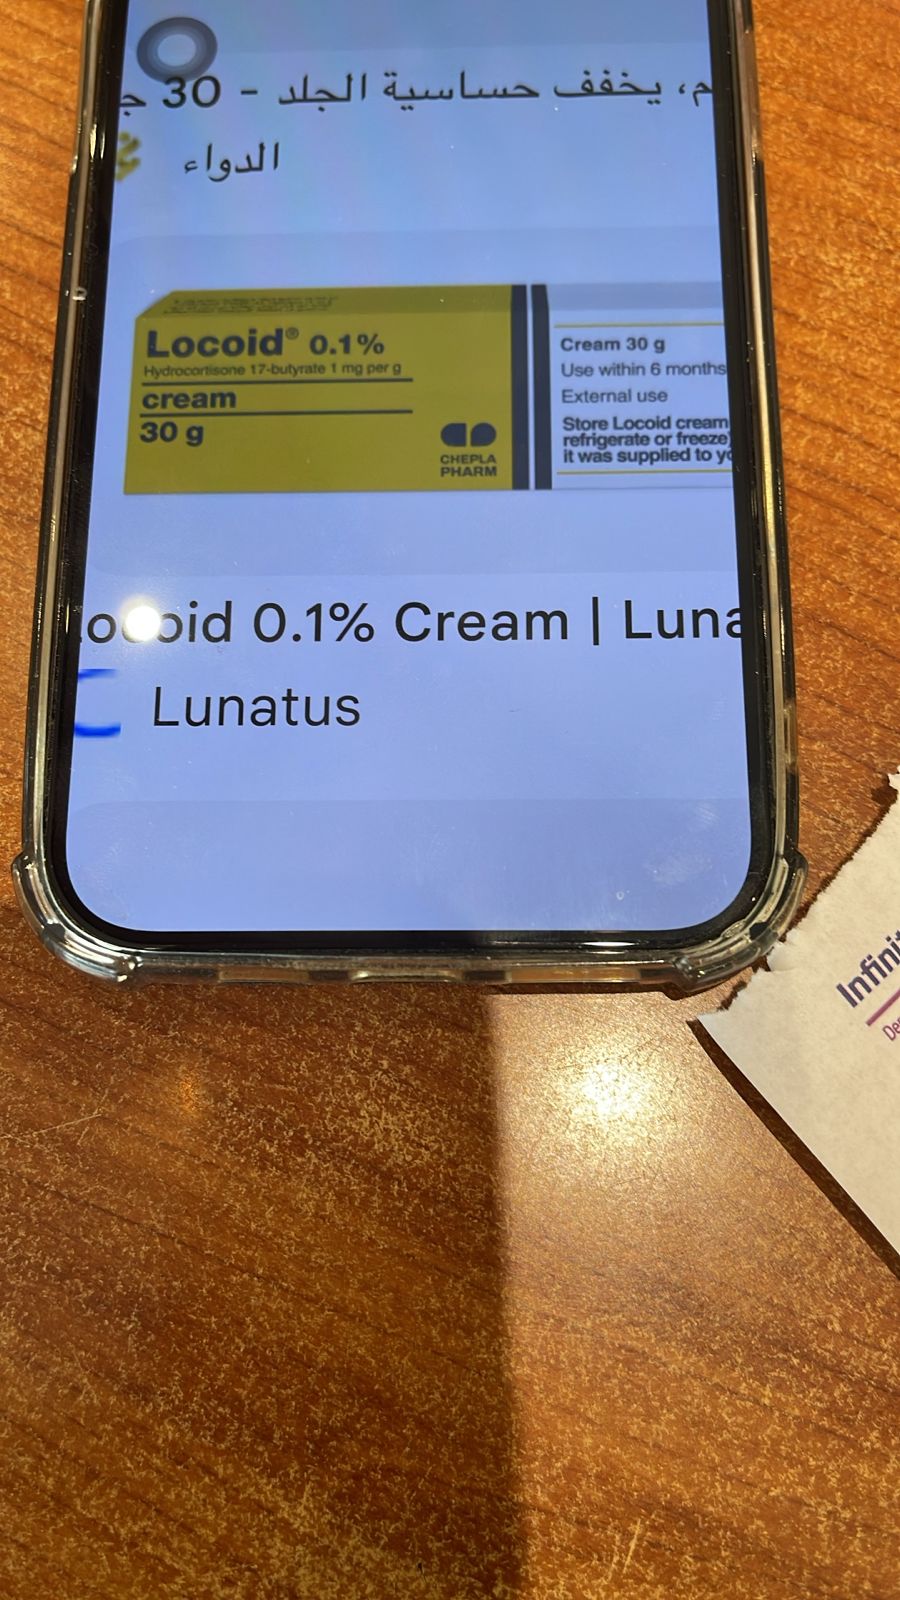 م، يخفف حساسية الجلد - 30 ج
الدواء
Locoid® 0.1%
Hydrocortisone 17-butyrate 1 mg per g
cream
30 g
CHEPLA
PHARM
Cream 30 g
Use within 6 months
External use
Store Locoid cream
refrigerate or freeze
it was supplied to yo
Locoid 0.1% Cream | Luna
Lunatus
Infinit